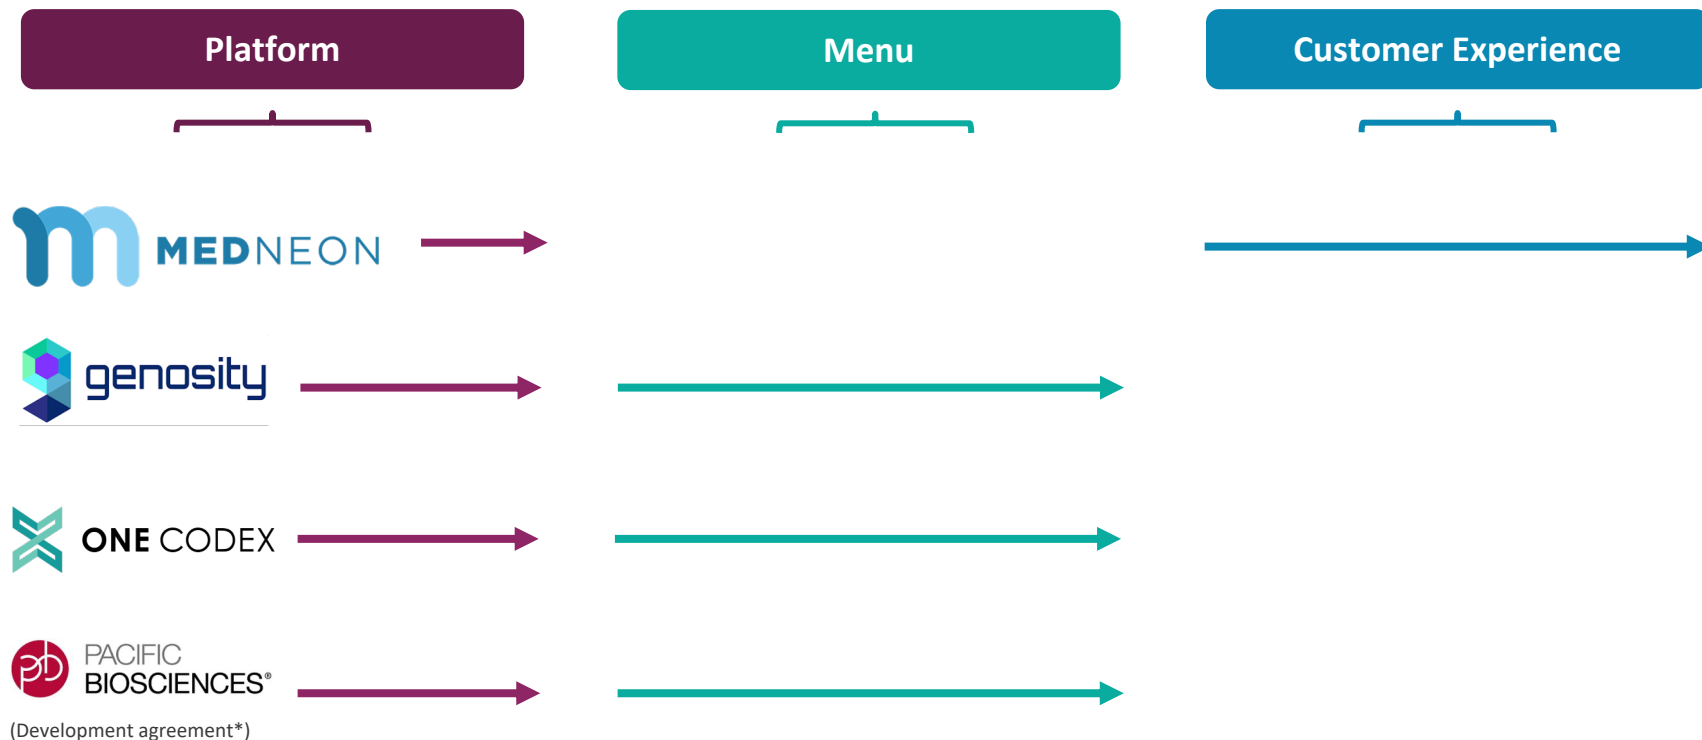 Platform
Menu
Customer Experience
MEDNEON
genosity
ONE CODEX
PACIFIC
BIOSCIENCES®
(Development agreement*)